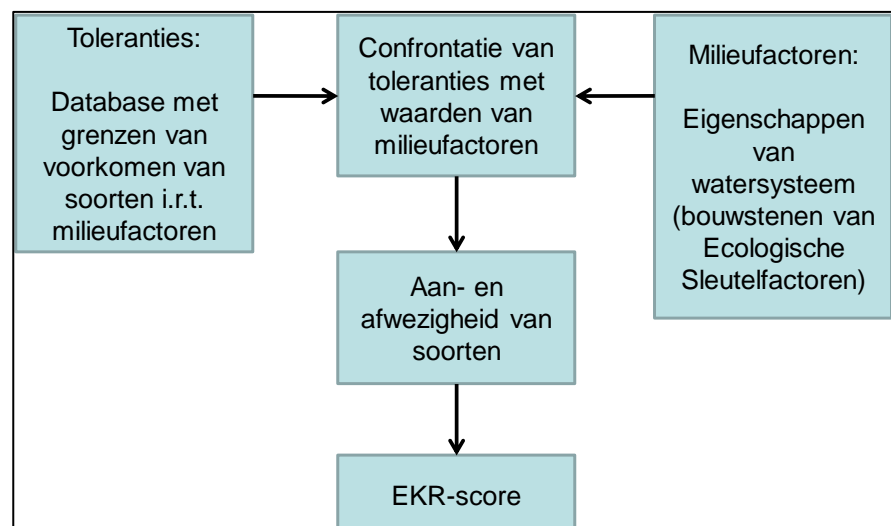 Toleranties:
Database met
grenzen van
voorkomen van
soorten i.r.t.
milieufactoren
Confrontatie van
toleranties met
waarden van
milieufactoren
Milieufactoren:
Eigenschappen
van
watersysteem
(bouwstenen van
Ecologische
Sleutelfactoren)
Aan- en
afwezigheid van
soorten
EKR-score